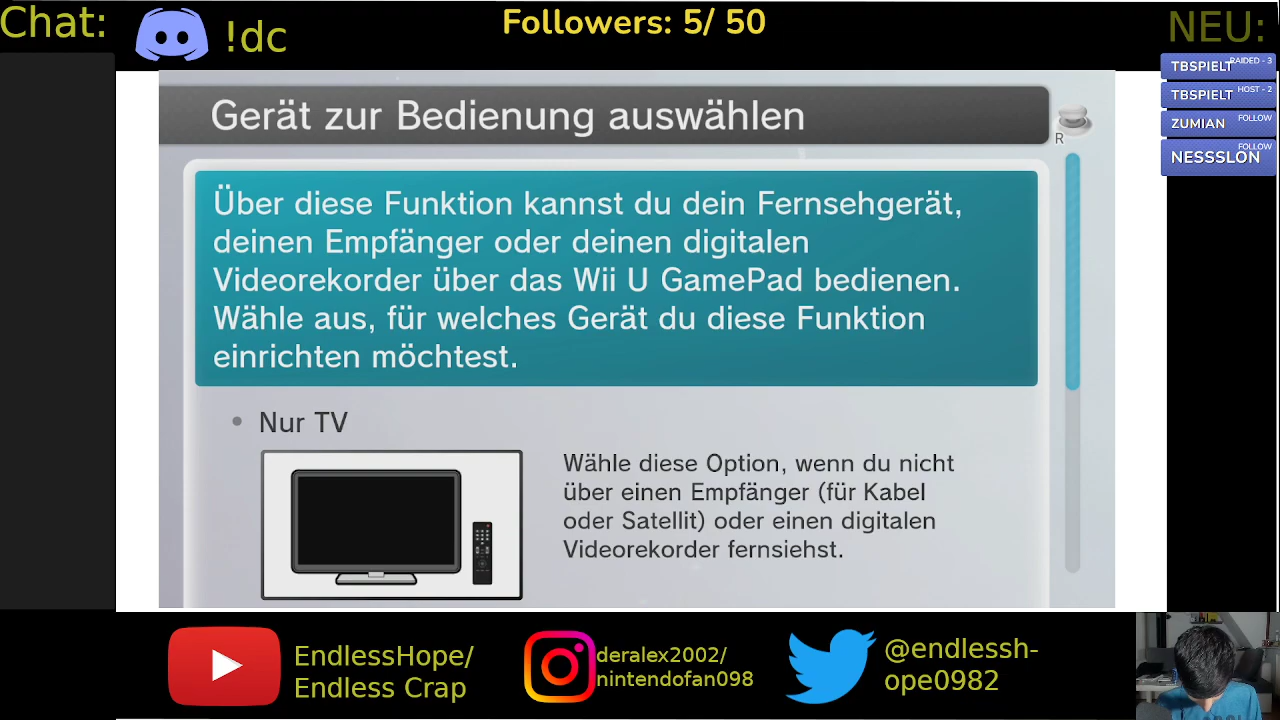 Chat:
!dc
Followers: 5/ 50
NEU:
RAIDED - 3
TBSPIELT
HOST - 2
TBSPIELT
FOLLOW
ZUMIAN
FOLLOW
NESSSLON
Gerät zur Bedienung auswählen
R
Über diese Funktion kannst du dein Fernsehgerät,
deinen Empfänger oder deinen digitalen
Videorekorder über das Wii U GamePad bedienen.
Wähle aus, für welches Gerät du diese Funktion
einrichten möchtest.
• Nur TV
Wähle diese Option, wenn du nicht
über einen Empfänger (für Kabel
oder Satellit) oder einen digitalen
Videorekorder fernsiehst.
EndlessHope/
Endless Crap
deralex2002/
nintendofan098
@endlessh-
ope0982